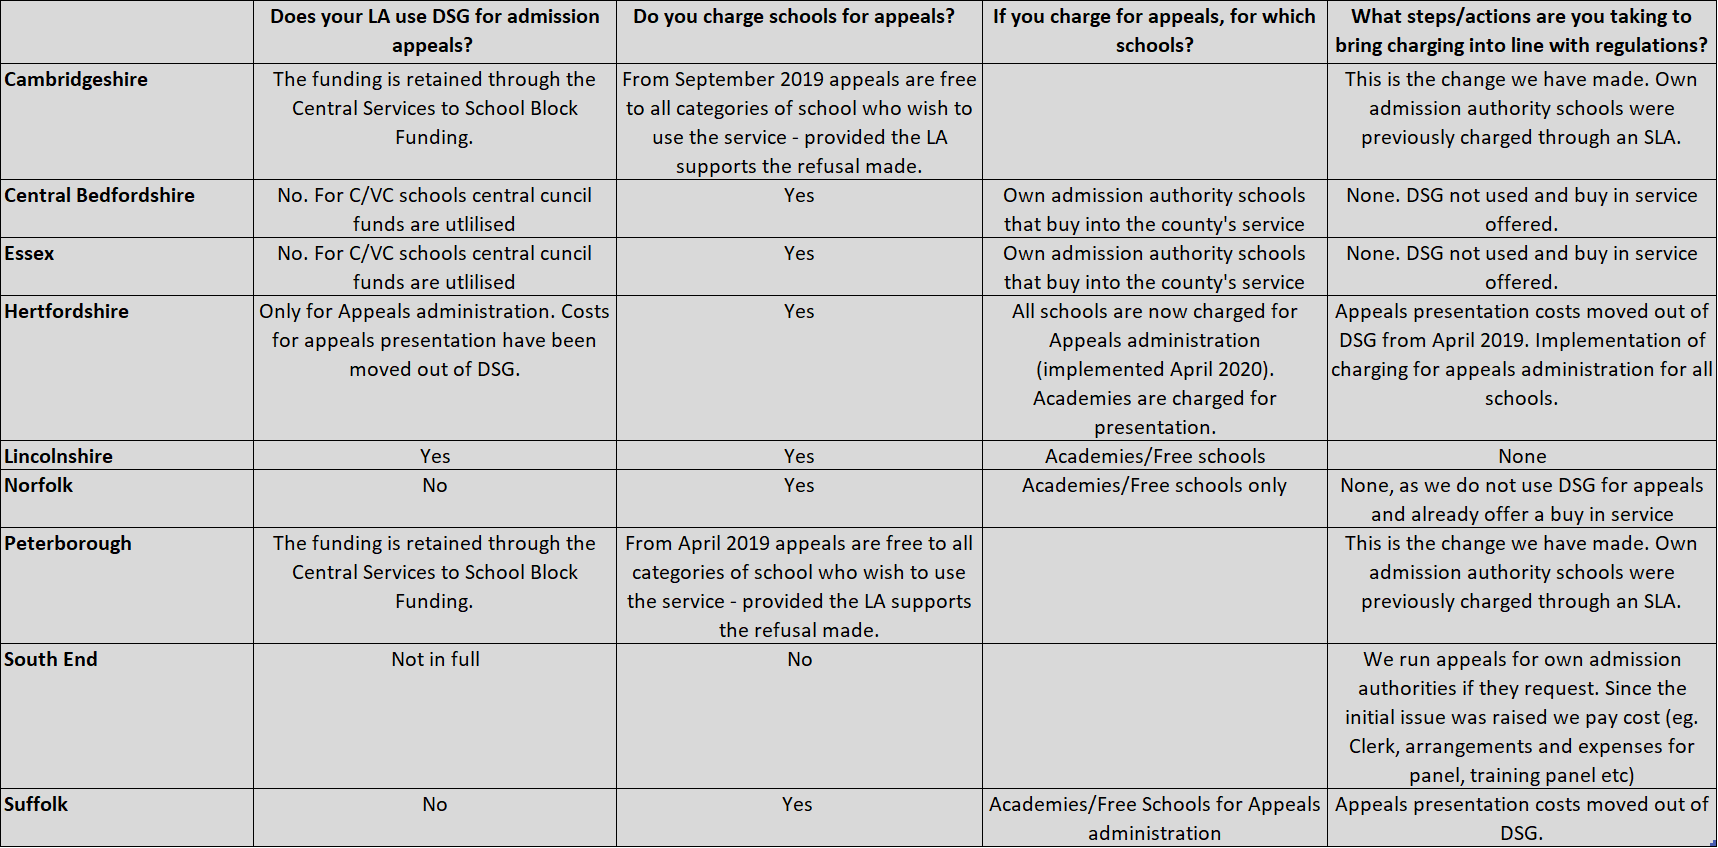 Does your LA use DSG for admission
appeals?
Do you charge schools for appeals?
If you charge for appeals, for which
schools?
What steps/actions are you taking to
bring charging into line with regulations?
Cambridgeshire
The funding is retained through the
Central Services to School Block
Funding.
From September 2019 appeals are free
to all categories of school who wish to
use the service - provided the LA
supports the refusal made.
This is the change we have made. Own
admission authority schools were
previously charged through an SLA.
Central Bedfordshire
No. For C/VC schools central cuncil
funds are utlilised
Yes
Own admission authority schools
that buy into the county's service
None. DSG not used and buy in service
offered.
Essex
No. For C/VC schools central cuncil
funds are utlilised
Yes
Own admission authority schools
that buy into the county's service
None. DSG not used and buy in service
offered.
Hertfordshire
Only for Appeals administration. Costs
for appeals presentation have been
moved out of DSG.
Yes
All schools are now charged for
Appeals administration
(implemented April 2020).
Academies are charged for
presentation.
Appeals presentation costs moved out of
DSG from April 2019. Implementation of
charging for appeals administration for all
schools.
Lincolnshire
Yes
Yes
Academies/Free schools
None
Norfolk
No
Yes
Academies/Free schools only
None, as we do not use DSG for appeals
and already offer a buy in service
Peterborough
The funding is retained through the
Central Services to School Block
Funding.
From April 2019 appeals are free to all
categories of school who wish to use
the service - provided the LA supports
the refusal made.
This is the change we have made. Own
admission authority schools were
previously charged through an SLA.
South End
Not in full
No
We run appeals for own admission
authorities if they request. Since the
initial issue was raised we pay cost (eg.
Clerk, arrangements and expenses for
panel, training panel etc)
Suffolk
No
Yes
Academies/Free Schools for Appeals
administration
Appeals presentation costs moved out of
DSG.